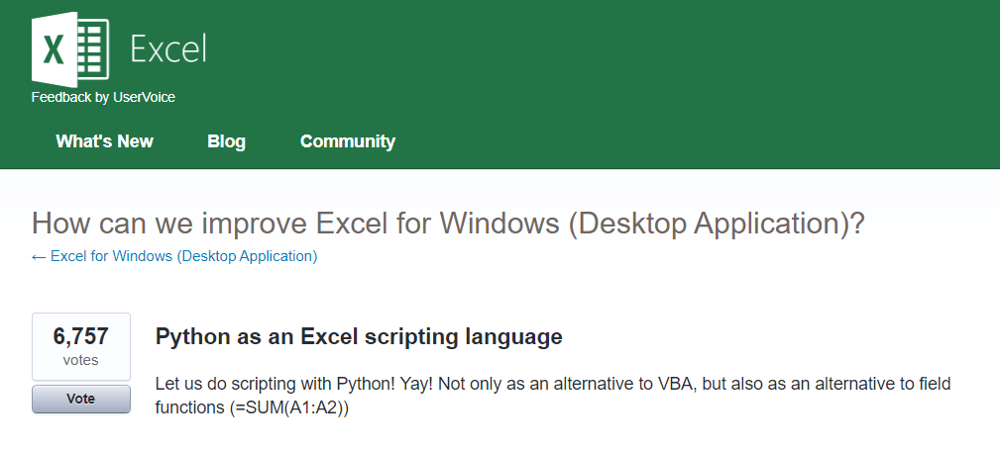 X
Excel
Feedback by UserVoice
What's New
Blog
Community
How can we improve Excel for Windows (Desktop Application)?
← Excel for Windows (Desktop Application)
6,757
votes
Vote
Python as an Excel scripting language
Let us do scripting with Python! Yay! Not only as an alternative to VBA, but also as an alternative to field
functions (=SUM(A1:A2))